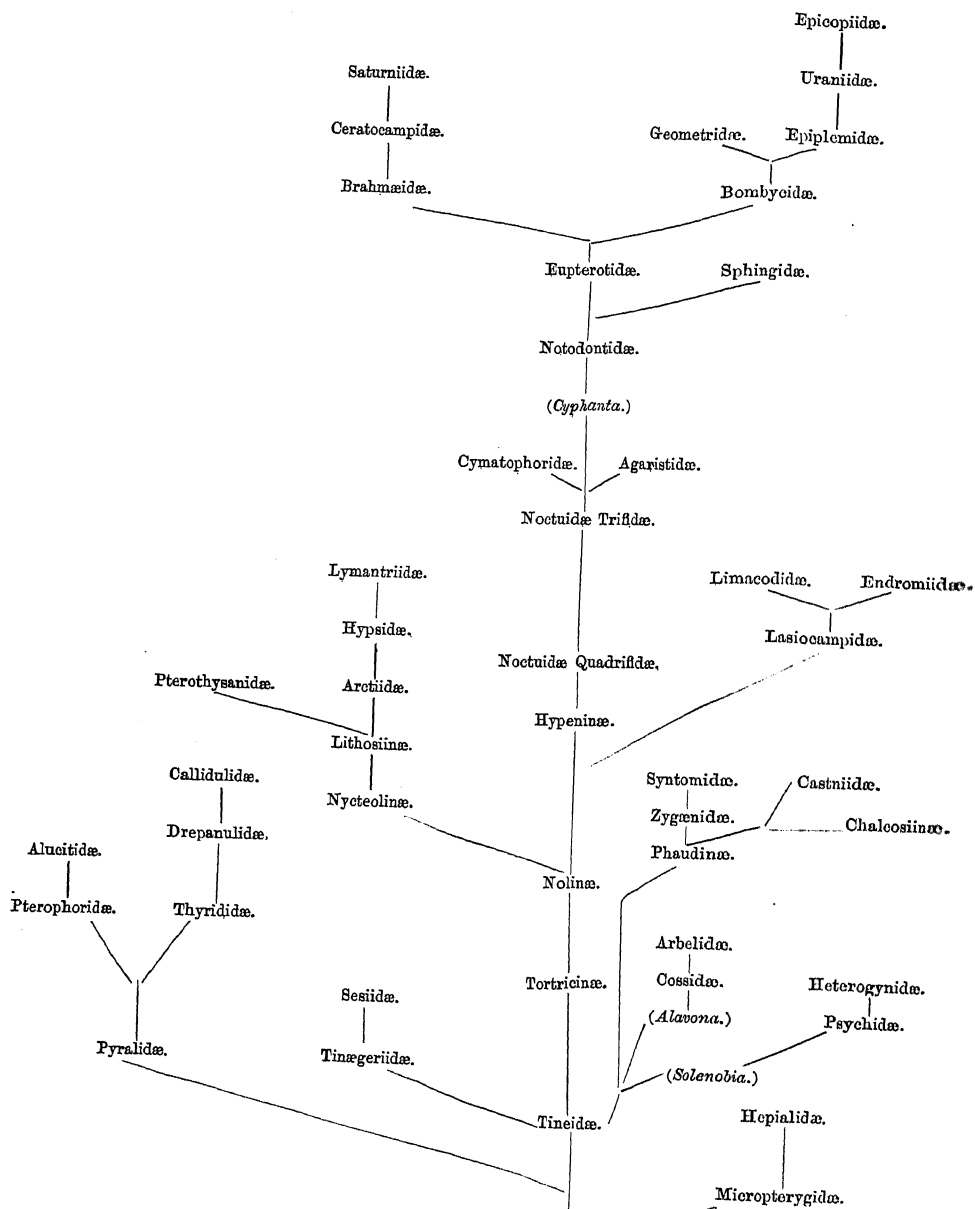 Epicopiidæ.
Saturniidæ.
Uraniidæ.
Ceratocampidæ.
Geometridæ.
Epiplemidæ.
Brahmæidæ.
Bombycidæ.
Eupterotidæ.
Sphingidæ.
Notodontidæ.
(Cyphanta.)
Cymatophoridæ.
Agaristidæ.
Noctuidæ Trifidæ.
Lymantriidæ.
Limacodidæ.
Endromiidæ.
Hypsidæ.
Lasiocampidæ.
Noctuidæ Quadrifidæ.
Pterothysanidæ.
Arctiidæ.
Hypeninæ.
Lithosiinæ.
Callidulidæ.
Syntomidæ.
Castniidæ.
Nycteolinæ.
Zygænidæ.
Chalcosiinæ.
Drepanulidæ.
Alucitidæ.
Phaudinæ.
Nolinæ.
Pterophoridæ.
Thyrididæ.
Arbelidæ.
Tortricinæ.
Cossidæ.
Heterogynidæ.
Sesiidæ.
(Alavona.)
Psychidæ.
Pyralidæ.
Tinægeriidæ.
(Solenobia.)
Tineidæ.
Hepialidæ.
Micropterygidæ.